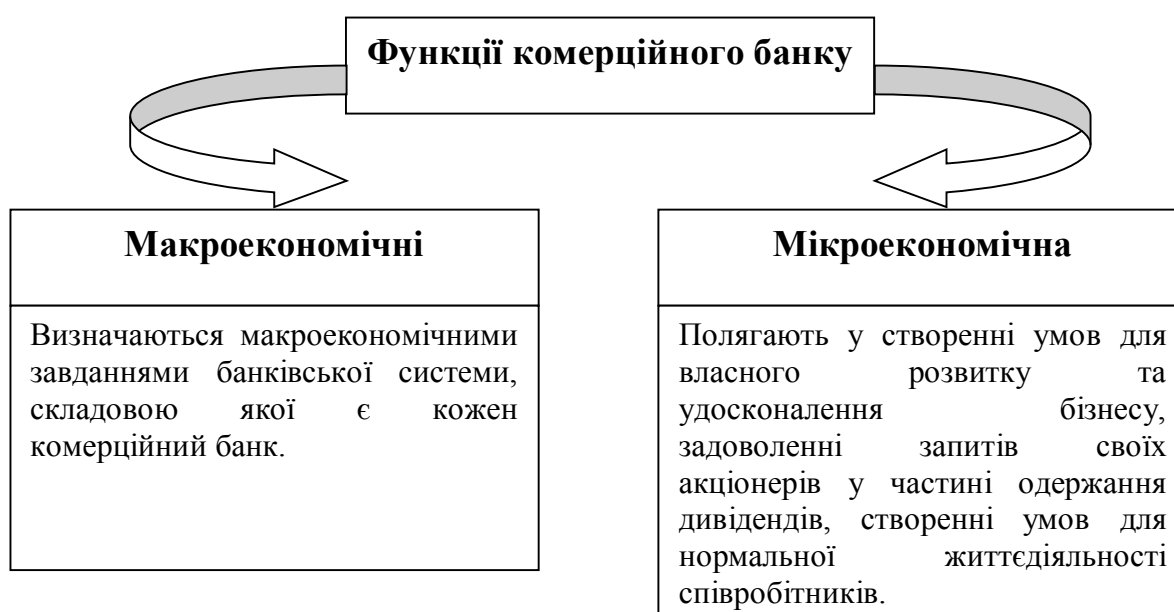 Функції комерційного банку
Макроекономічні
Визначаються макроекономічними
завданнями банківської системи,
складовою якої є кожен
комерційний банк.
Мікроекономічна
Полягають у створенні умов для
власного розвитку та
удосконалення бізнесу,
задоволенні запитів своїх
акціонерів у частині одержання
дивідендів, створенні умов для
нормальної життєдіяльності
співробітників.